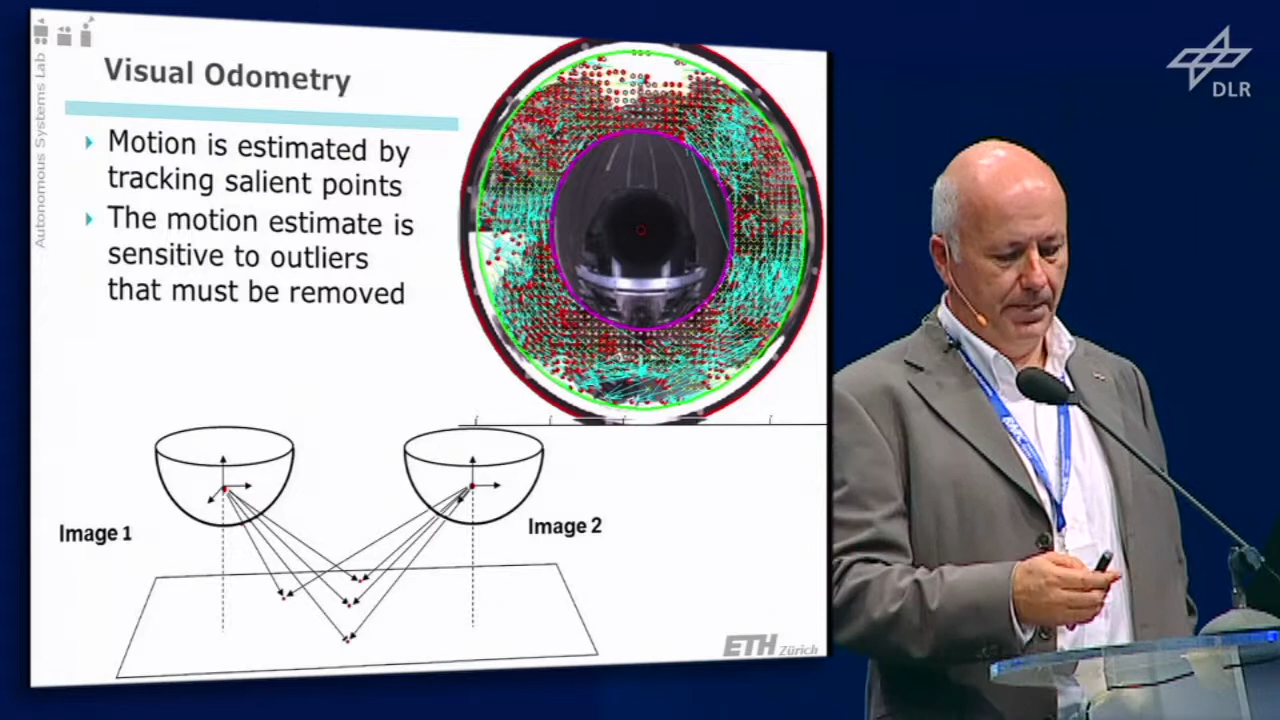 Autonomous Systems Lab
Visual Odometry
Motion is estimated by
tracking salient points
The motion estimate is
sensitive to outliers
that must be removed
Image 1
Image 2
ETH Zürich
DLR